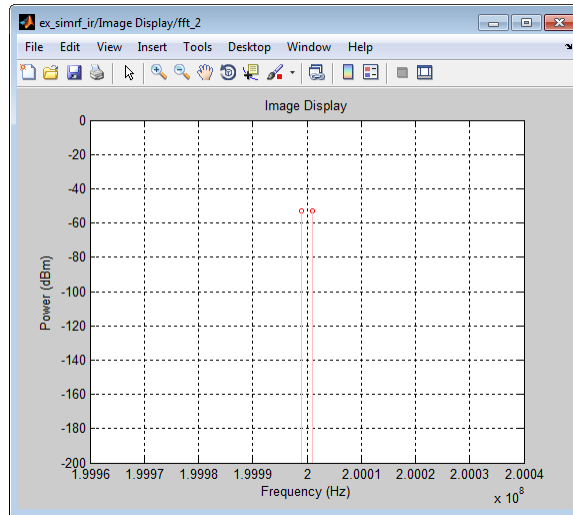 ex_simrf_ir/Image Display/fft_2
File Edit View Insert Tools Desktop Window Help
Image Display
0
-20
-40
-60
-80
-100
-120
-140
-160
-180
-200
Power (dBm)
1.9996 1.9997 1.9998 1.9999 2 2.0001 2.0002 2.0003 2.0004
Frequency (Hz)
x 10⁸